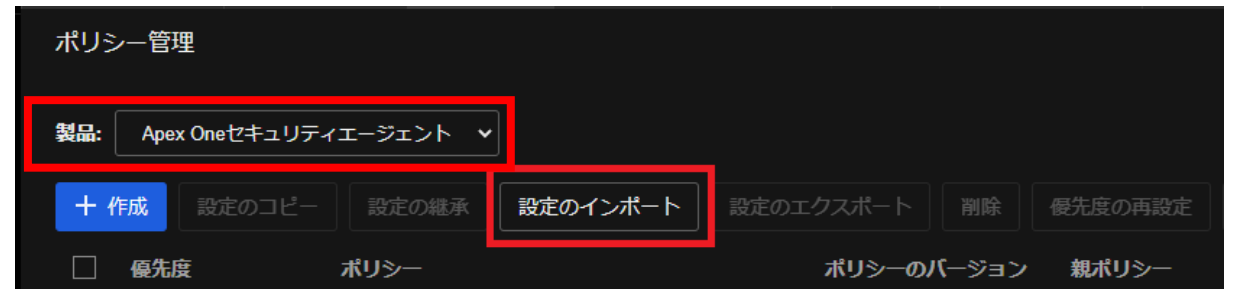 ポリシー管理
製品: Apex Oneセキュリティエージェント
+ 作成 設定のコピー 設定の継承 設定のインポート 設定のエクスポート 削除 優先度の再設定
優先度 ポリシー ポリシーのバージョン 親ポリシー